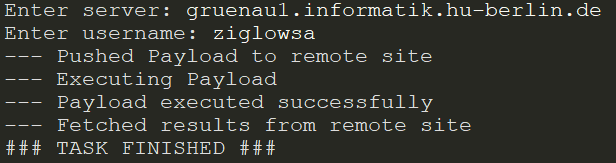 Enter server: gruenau1.informatik.hu-berlin.de
Enter username: ziglowsa
--- Pushed Payload to remote site
--- Executing Payload
--- Payload executed successfully
--- Fetched results from remote site
### TASK FINISHED ###